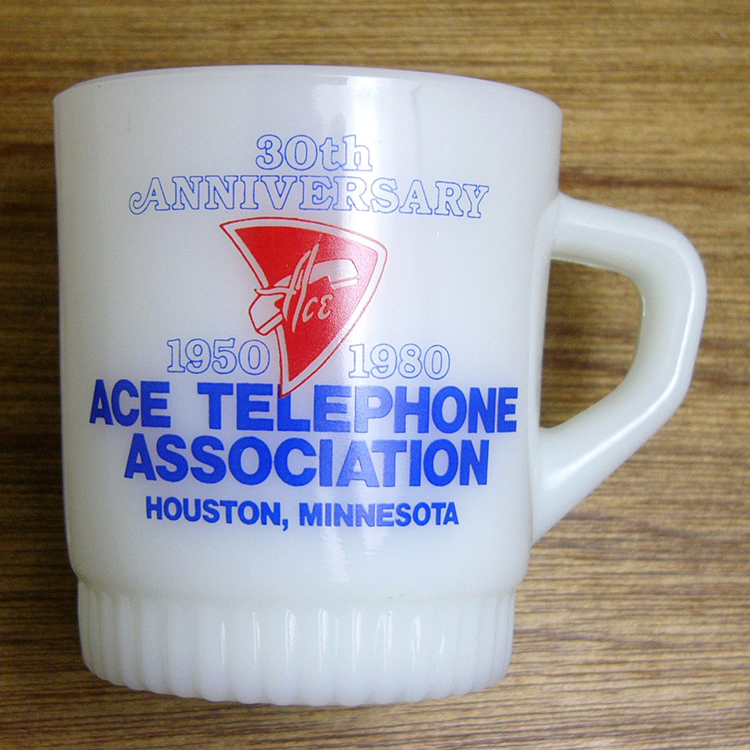 30th
ANNIVERSARY
ACE
1950 1980
ACE TELEPHONE
ASSOCIATION
HOUSTON, MINNESOTA